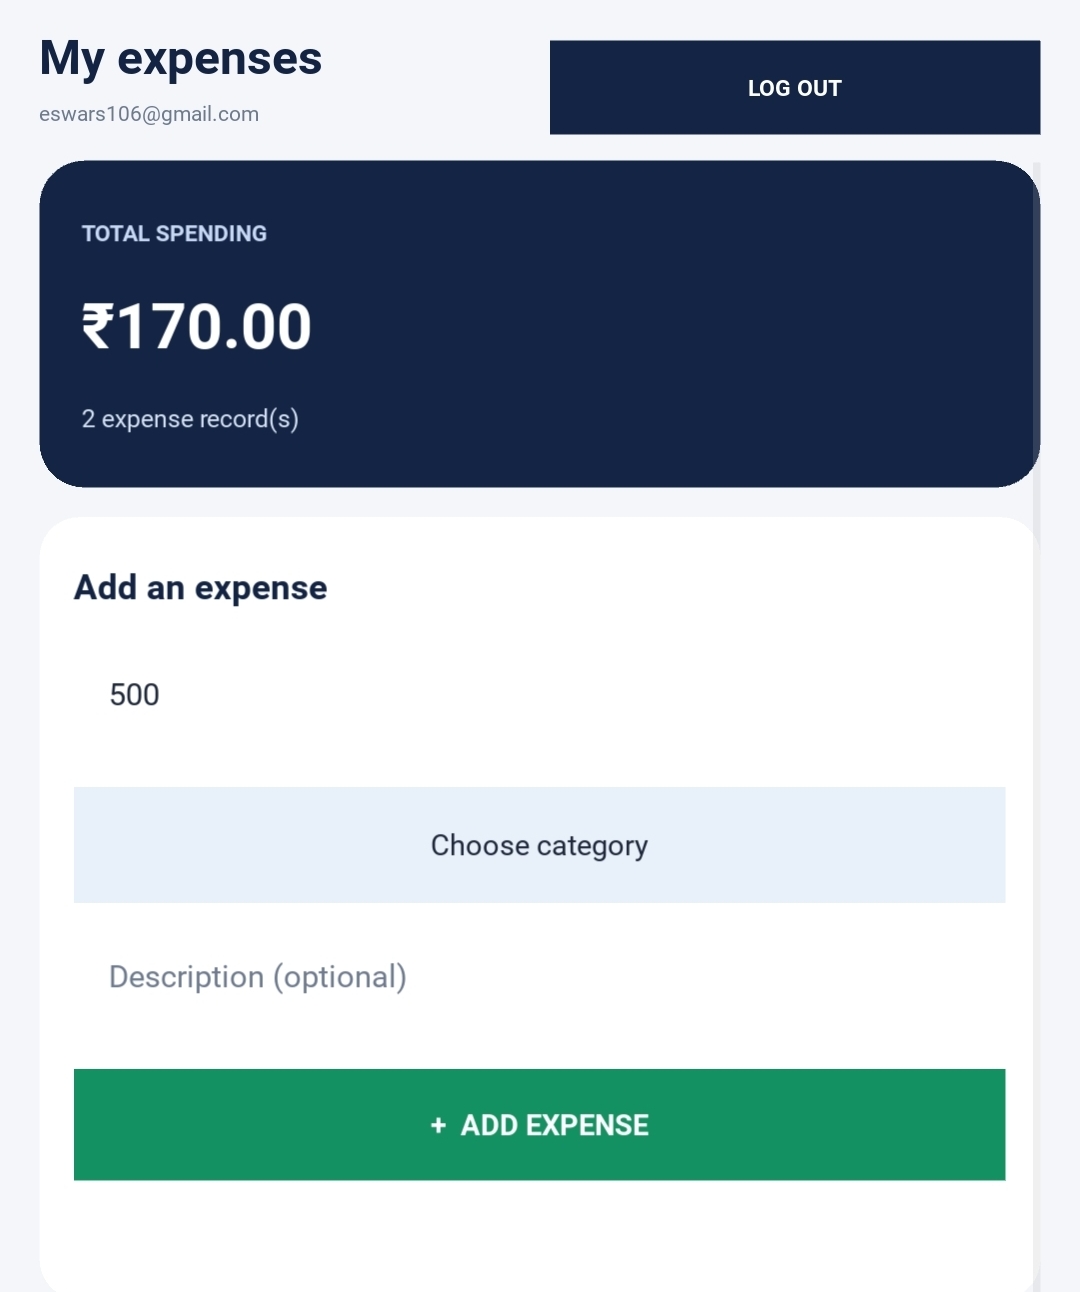 My expenses
LOG OUT
eswars106@gmail.com
TOTAL SPENDING
₹170.00
2 expense record(s)
Add an expense
500
Choose category
Description (optional)
+ ADD EXPENSE